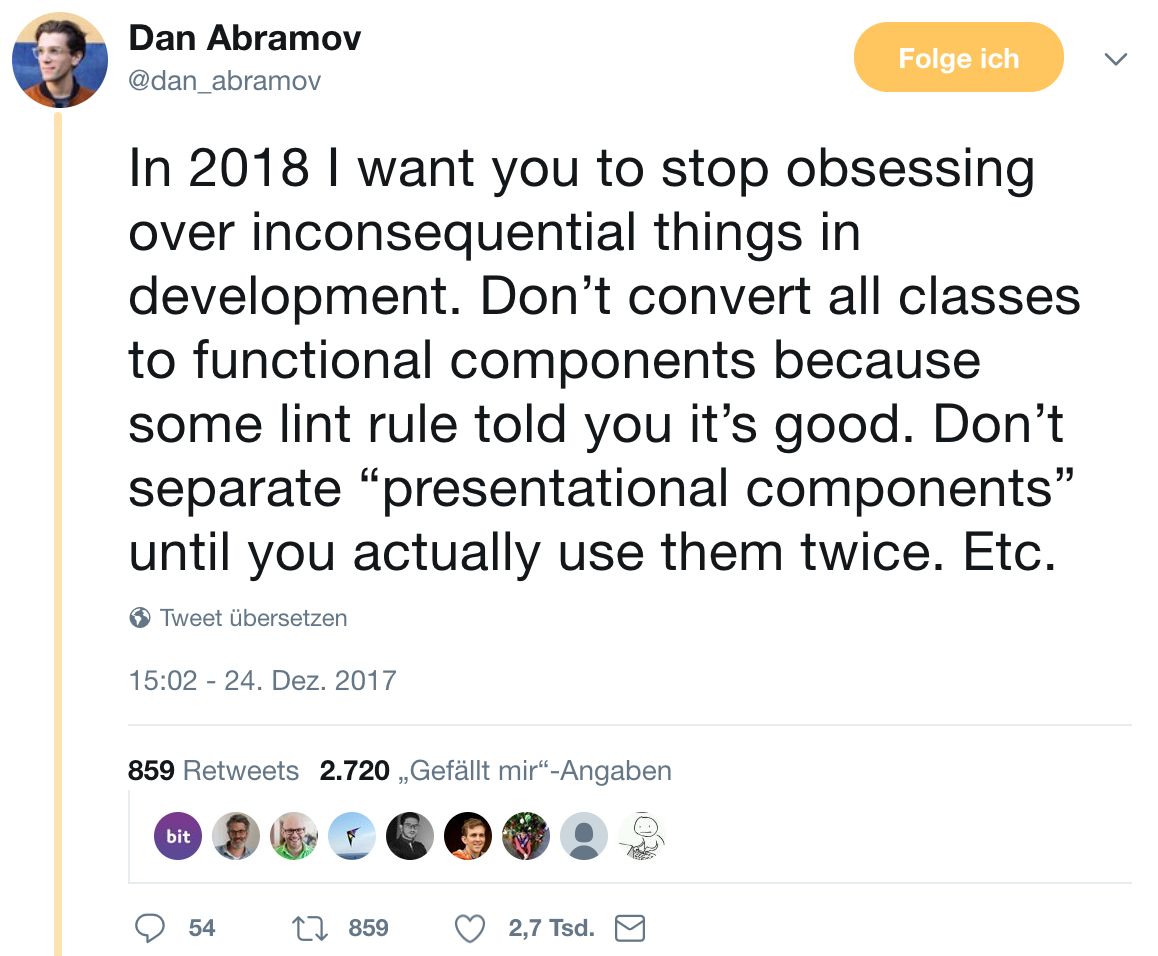 Dan Abramov
@dan_abramov
Folge ich
In 2018 I want you to stop obsessing
over inconsequential things in
development. Don’t convert all classes
to functional components because
some lint rule told you it’s good. Don’t
separate “presentational components”
until you actually use them twice. Etc.
Tweet übersetzen
15:02 - 24. Dez. 2017
859 Retweets 2.720 „Gefällt mir“-Angaben
bit
54 859 2,7 Tsd.